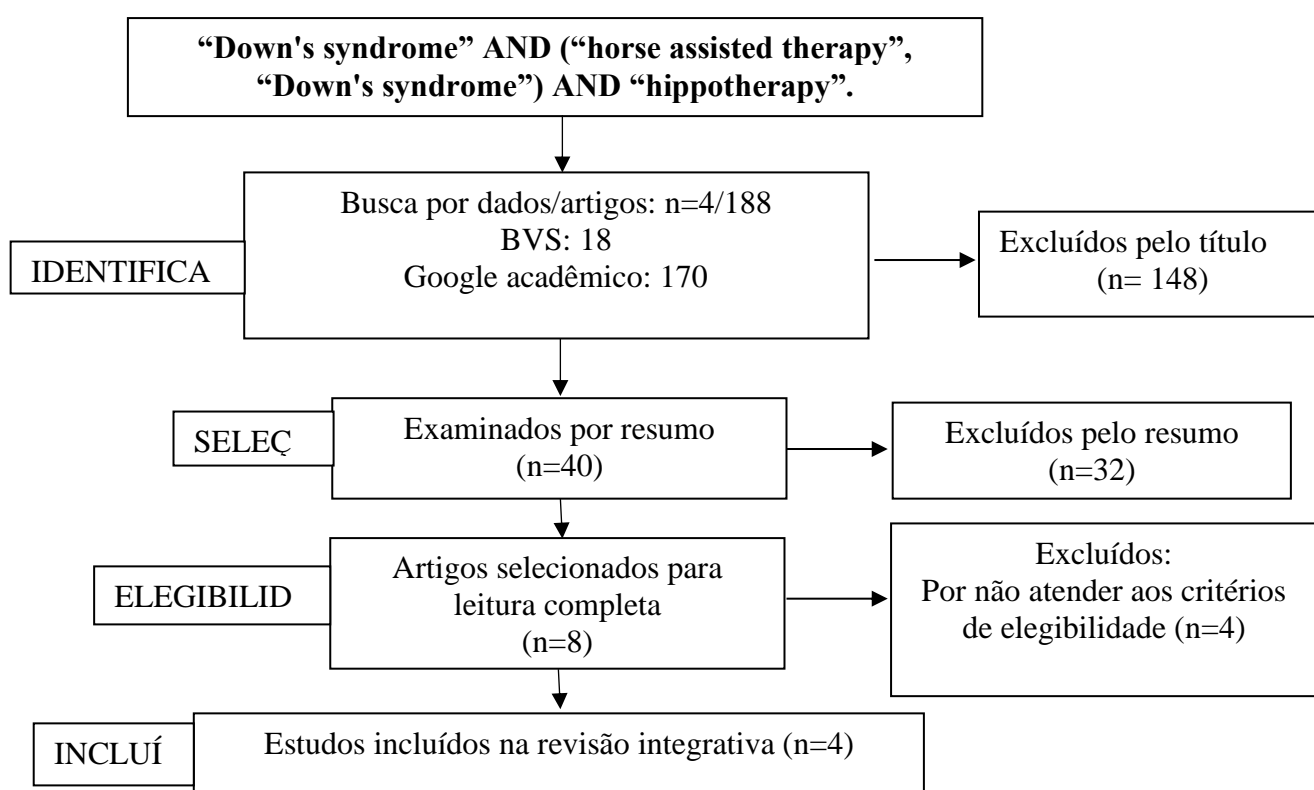 “Down's syndrome” AND (“horse assisted therapy”,
“Down's syndrome”) AND “hippotherapy”.
IDENTIFICA
Busca por dados/artigos: n=4/188
BVS: 18
Google acadêmico: 170
Excluídos pelo título
(n= 148)
SELEÇ
Examinados por resumo
(n=40)
Excluídos pelo resumo
(n=32)
ELEGIBILID
Artigos selecionados para
leitura completa
(n=8)
Excluídos:
Por não atender aos critérios
de elegibilidade (n=4)
INCLUÍ
Estudos incluídos na revisão integrativa (n=4)